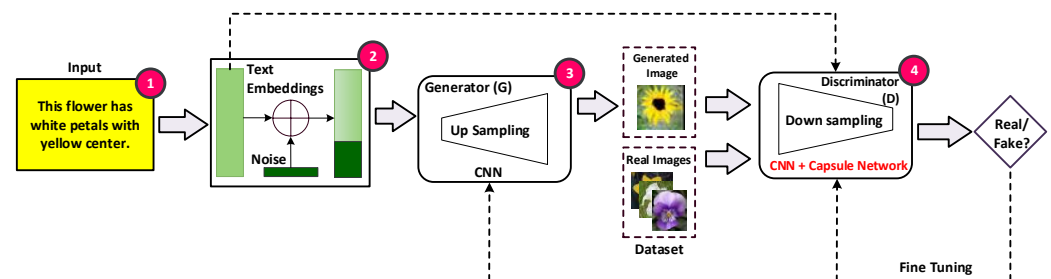 Input
1
This flower has
white petals with
yellow center.
2
Text
Embeddings
Noise
3
Generator (G)
Up Sampling
CNN
Generated
Image
Real Images
Dataset
4
Discriminator
(D)
Down sampling
CNN + Capsule Network
Real/
Fake?
Fine Tuning